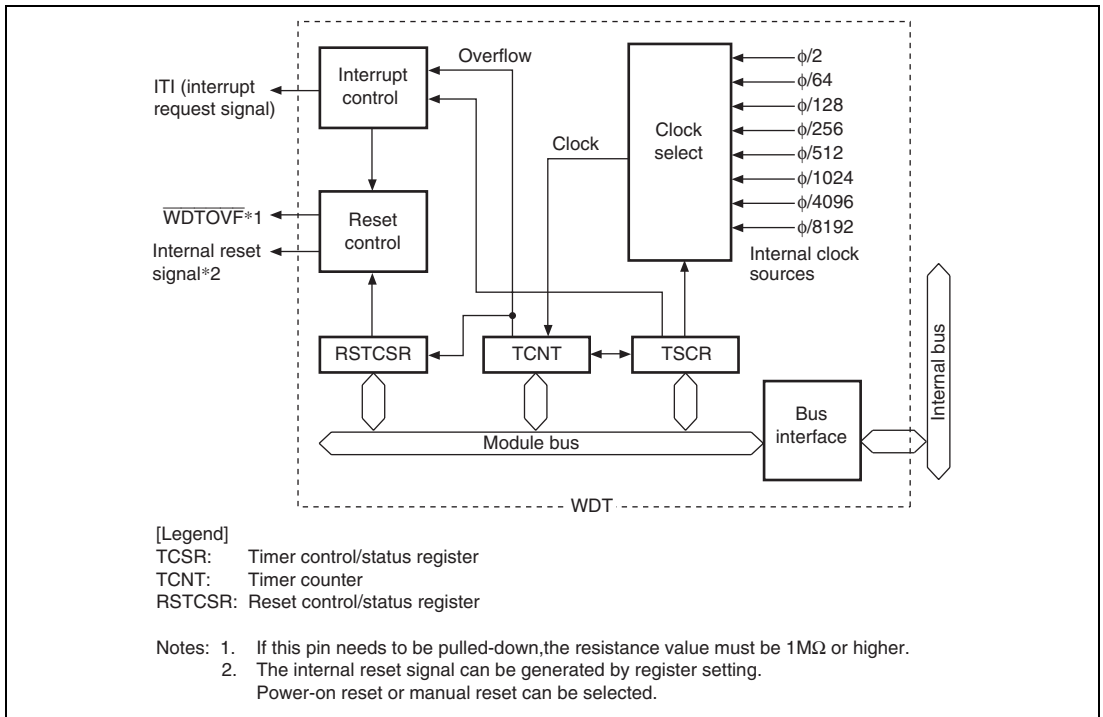 Overflow
Interrupt
control
ITI (interrupt
request signal)
Clock
select
Clock
ϕ/2
ϕ/64
ϕ/128
ϕ/256
ϕ/512
ϕ/1024
ϕ/4096
ϕ/8192
Internal clock
sources
WDTOVF*1
Internal reset
signal*2
Reset
control
RSTCSR
TCNT
TSCR
Module bus
Bus
interface
Internal bus
WDT
[Legend]
TCSR: Timer control/status register
TCNT: Timer counter
RSTCSR: Reset control/status register
Notes: 1. If this pin needs to be pulled-down,the resistance value must be 1MΩ or higher.
2. The internal reset signal can be generated by register setting.
Power-on reset or manual reset can be selected.